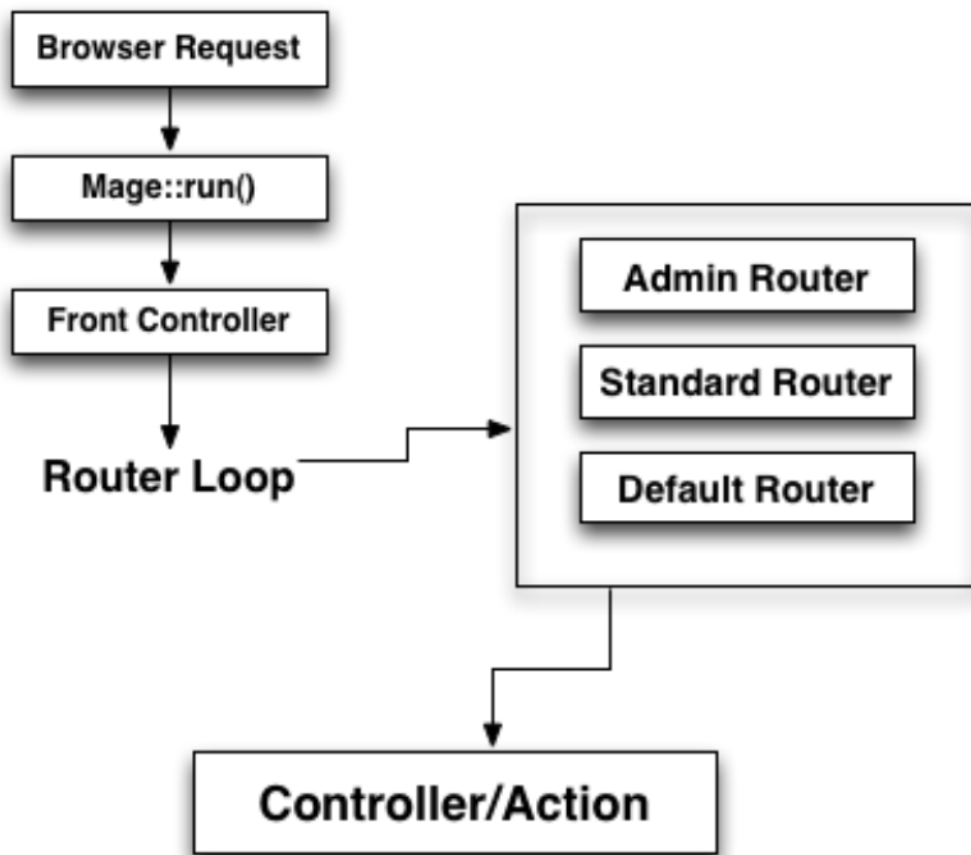 Browser Request
Mage::run()
Front Controller
Router Loop
Admin Router
Standard Router
Default Router
Controller/Action